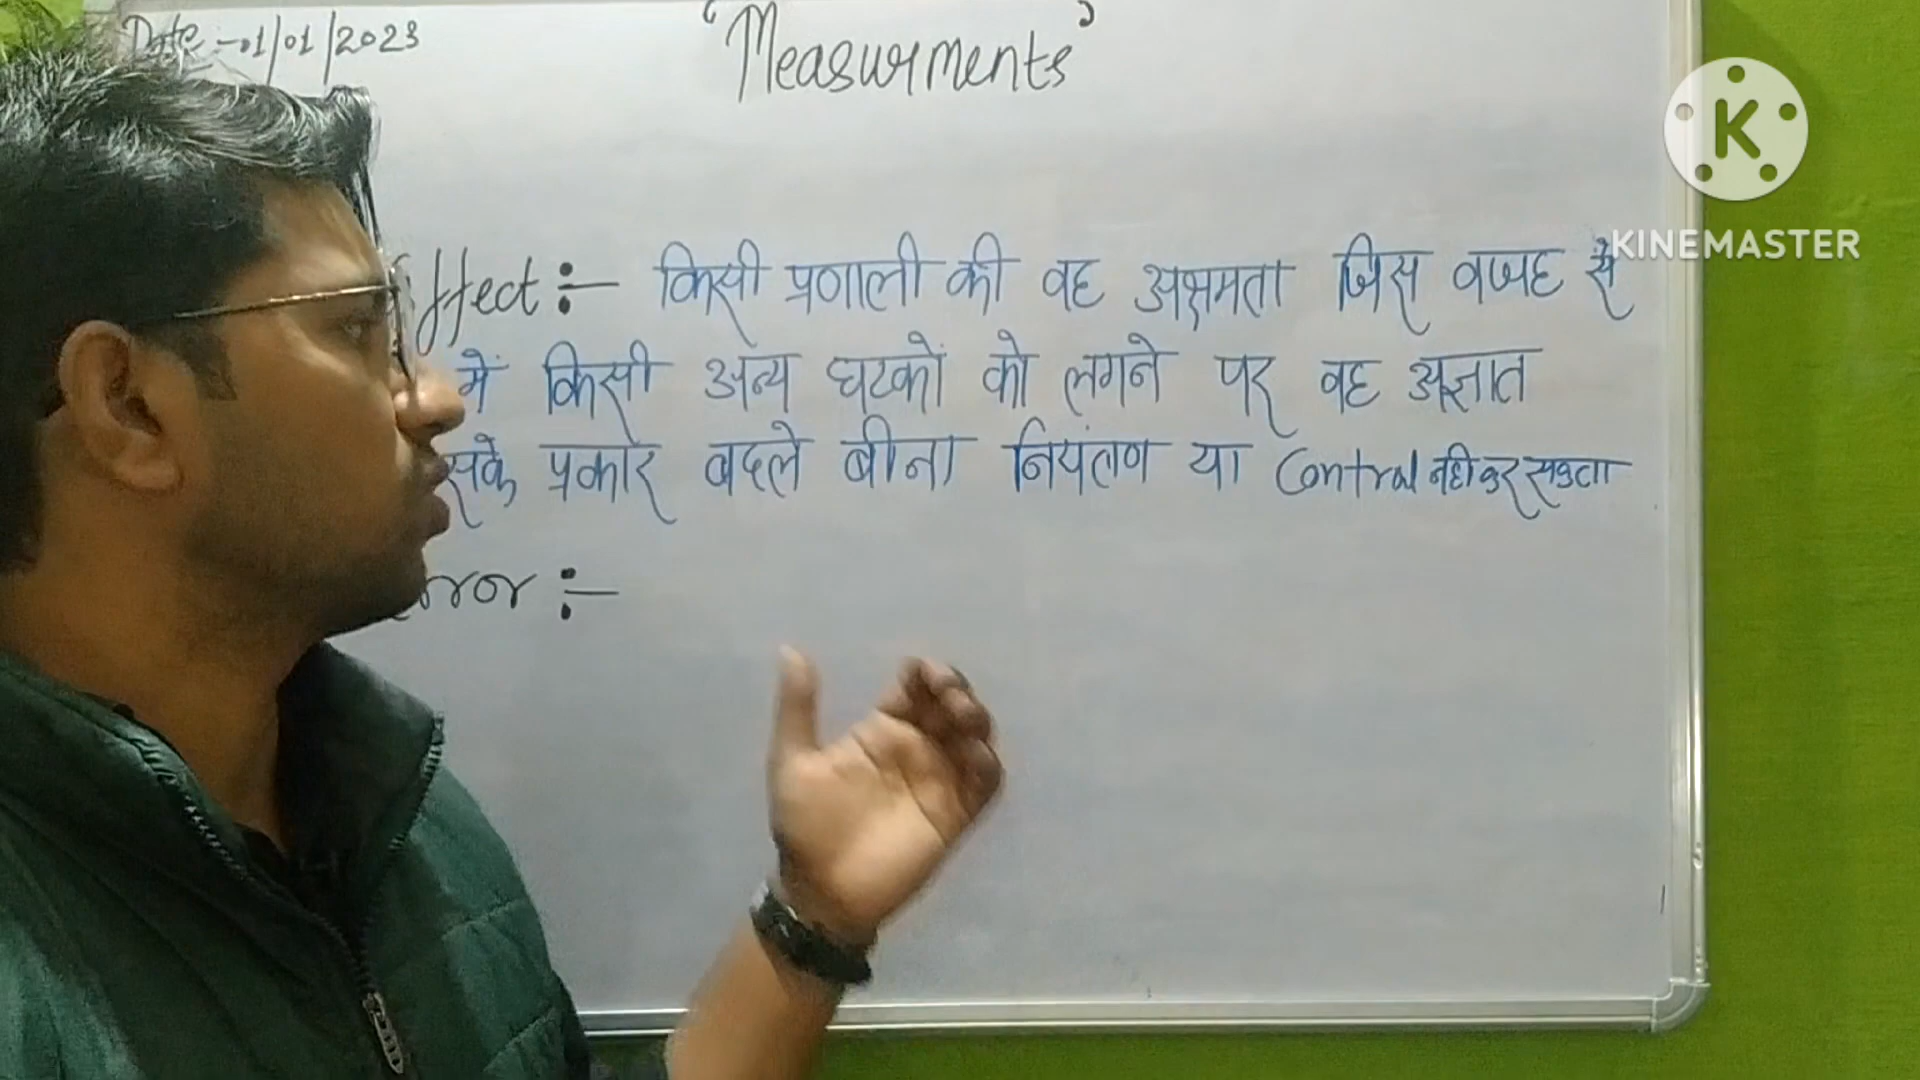 Date :- 01/01/2023
'Measurments'
K
KINEMASTER
ffect :- किसी प्रणाली की वह अक्षमता जिस वजह से
में किसी अन्य घटकों को लगने पर वह अज्ञात
सके प्रकार बदले बीना नियंत्रण या Control नही कर सकता
rror :-